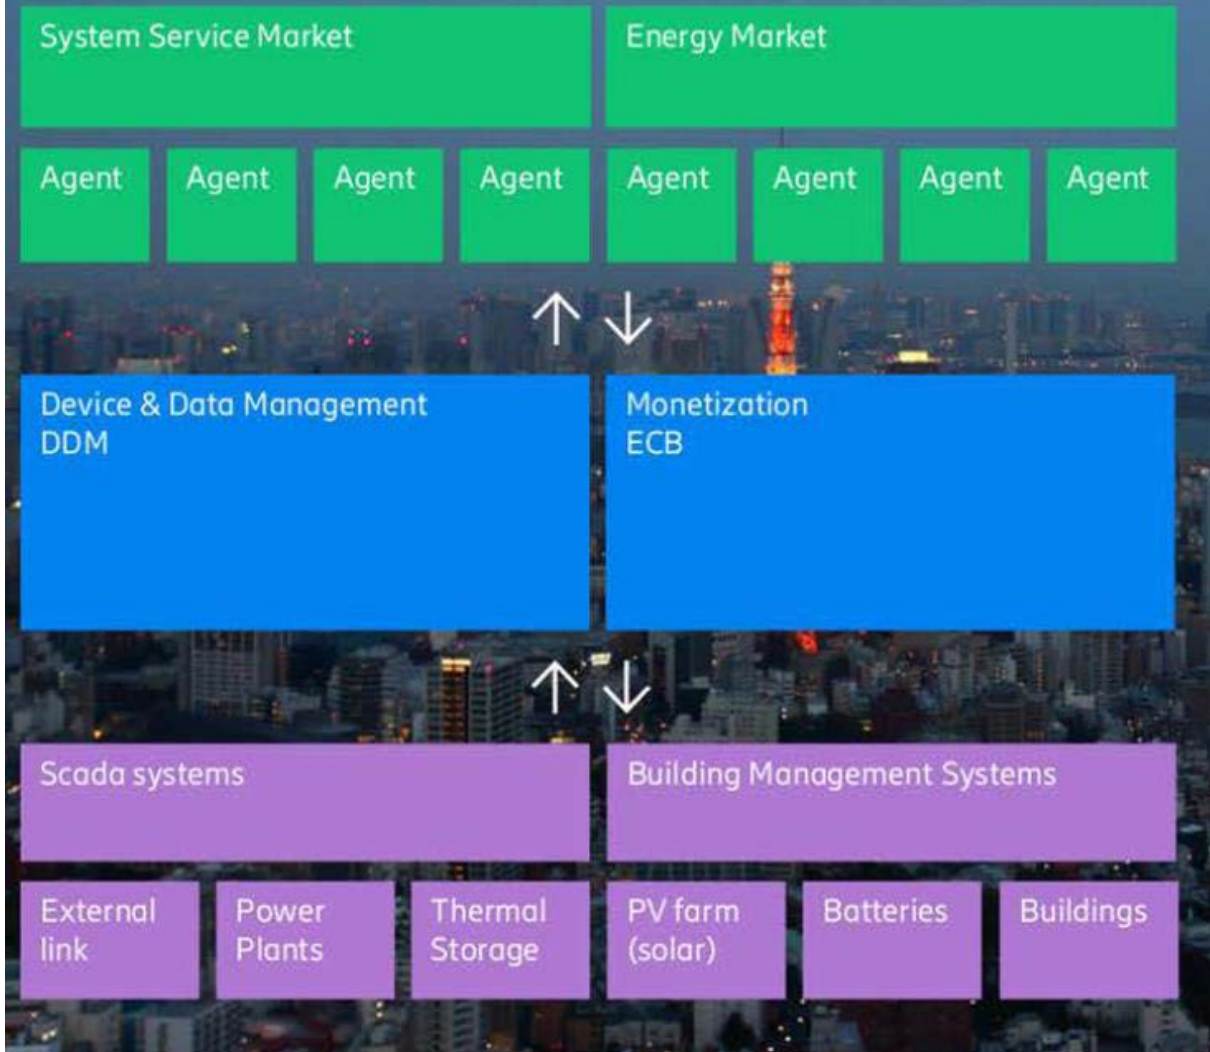 System Service Market
Energy Market
Agent
Agent
Agent
Agent
Agent
Agent
Agent
Agent
Device & Data Management
DDM
Monetization
ECB
Scada systems
Building Management Systems
External
link
Power
Plants
Thermal
Storage
PV farm
(solar)
Batteries
Buildings